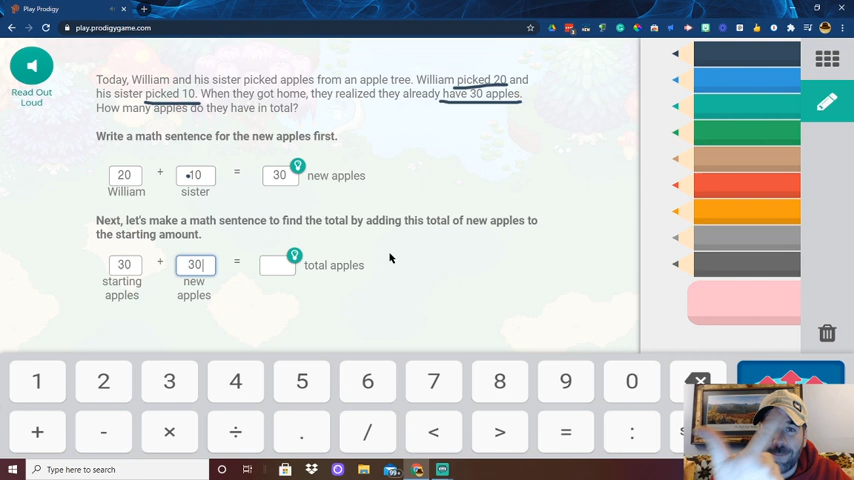 Play Prodigy
play.prodigygame.com
Read Out
Loud
Today, William and his sister picked apples from an apple tree. William picked 20 and
his sister picked 10. When they got home, they realized they already have 30 apples.
How many apples do they have in total?
Write a math sentence for the new apples first.
20 + 10 = 30 new apples
William sister
Next, let's make a math sentence to find the total by adding this total of new apples to
the starting amount.
30 + 30 = total apples
starting apples
new apples
1 2 3 4 5 6 7 8 9 0
+ - × ÷ . / < > = :
Type here to search
99+